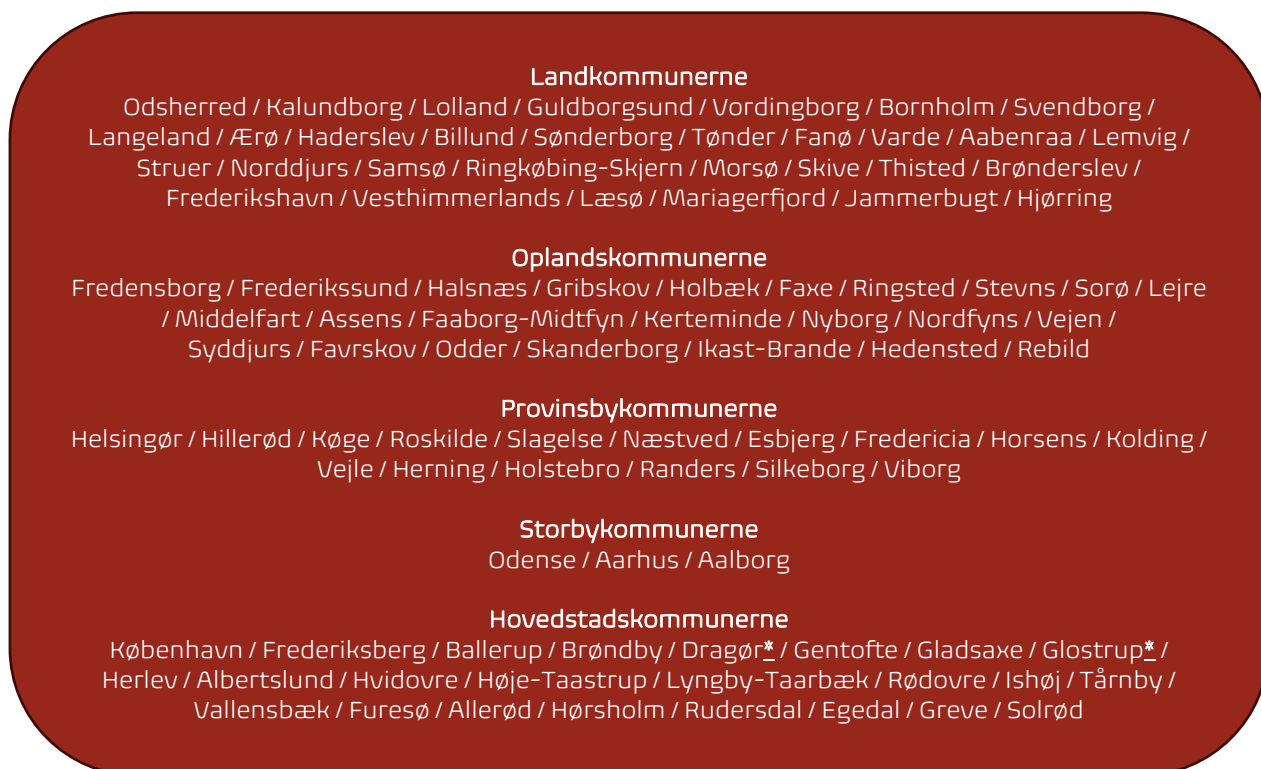 Landkommunerne
Odsherred / Kalundborg / Lolland / Guldborgsund / Vordingborg / Bornholm / Svendborg /
Langeland / Ærø / Haderslev / Billund / Sønderborg / Tønder / Fanø / Varde / Aabenraa / Lemvig /
Struer / Norddjurs / Samsø / Ringkøbing-Skjern / Morsø / Skive / Thisted / Brønderslev /
Frederikshavn / Vesthimmerlands / Læsø / Mariagerfjord / Jammerbugt / Hjørring
Oplandskommunerne
Fredensborg / Frederikssund / Halsnæs / Gribskov / Holbæk / Faxe / Ringsted / Stevns / Sorø / Lejre
/ Middelfart / Assens / Faaborg-Midtfyn / Kerteminde / Nyborg / Nordfyns / Vejen /
Syddjurs / Favrskov / Odder / Skanderborg / Ikast-Brande / Hedensted / Rebild
Provinsbykommunerne
Helsingør / Hillerød / Køge / Roskilde / Slagelse / Næstved / Esbjerg / Fredericia / Horsens / Kolding /
Vejle / Herning / Holstebro / Randers / Silkeborg / Viborg
Storbykommunerne
Odense / Aarhus / Aalborg
Hovedstadskommunerne
København / Frederiksberg / Ballerup / Brøndby / Dragør* / Gentofte / Gladsaxe / Glostrup* /
Herlev / Albertslund / Hvidovre / Høje-Taastrup / Lyngby-Taarbæk / Rødovre / Ishøj / Tårnby /
Vallensbæk / Furesø / Allerød / Hørsholm / Rudersdal / Egedal / Greve / Solrød